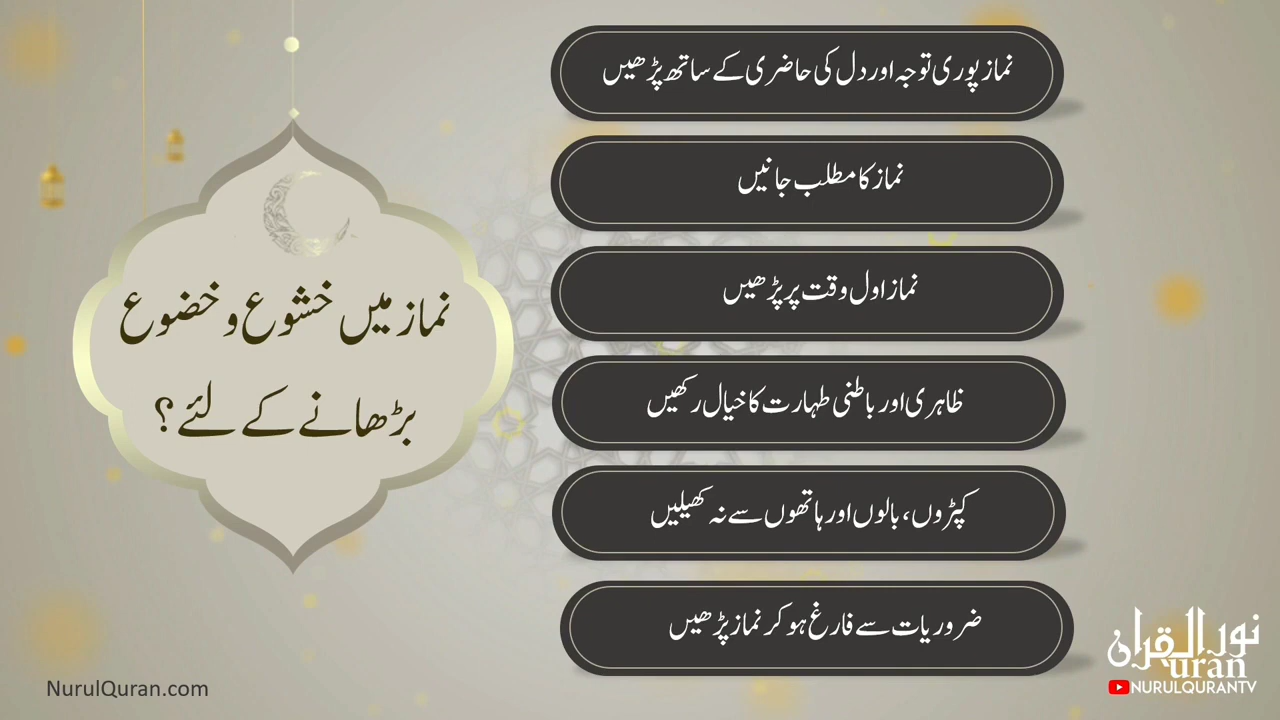 نماز میں خشوع و خضوع
بڑھانے کے لئے ؟
نماز پوری توجہ اور دل کی حاضری کے ساتھ پڑھیں
نماز کا مطلب جانیں
نماز اول وقت پر پڑھیں
ظاہری اور باطنی طہارت کا خیال رکھیں
کپڑوں، بالوں اور ہاتھوں سے نہ کھیلیں
ضروریات سے فارغ ہو کر نماز پڑھیں
نور القرآن
uran
NURULQURANTV
NurulQuran.com